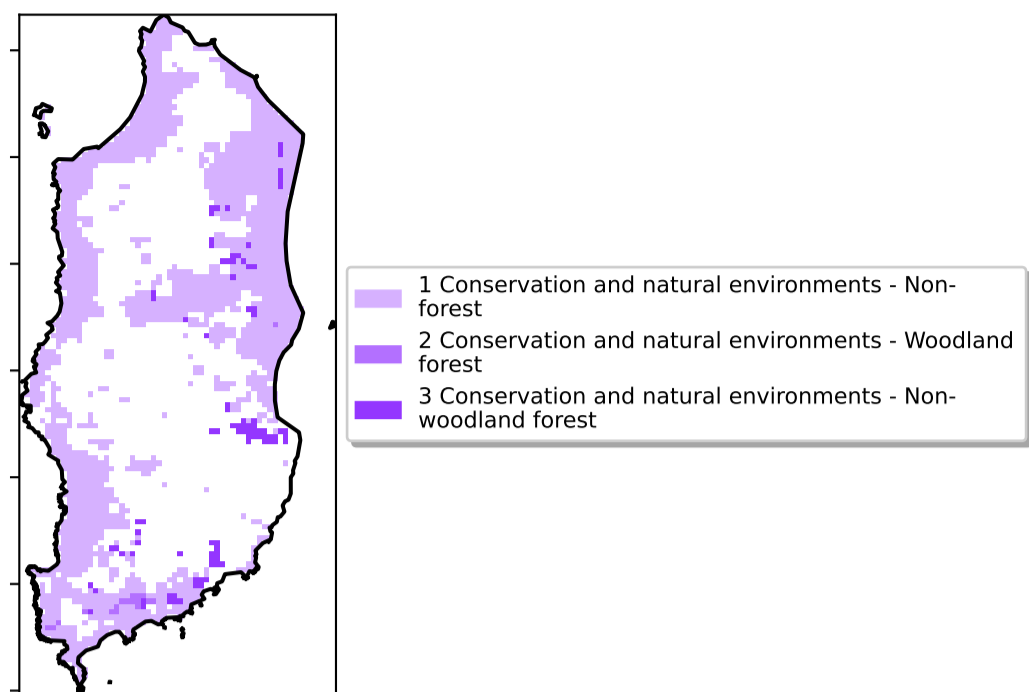 1 Conservation and natural environments - Non-
forest
2 Conservation and natural environments - Woodland
forest
3 Conservation and natural environments - Non-
woodland forest